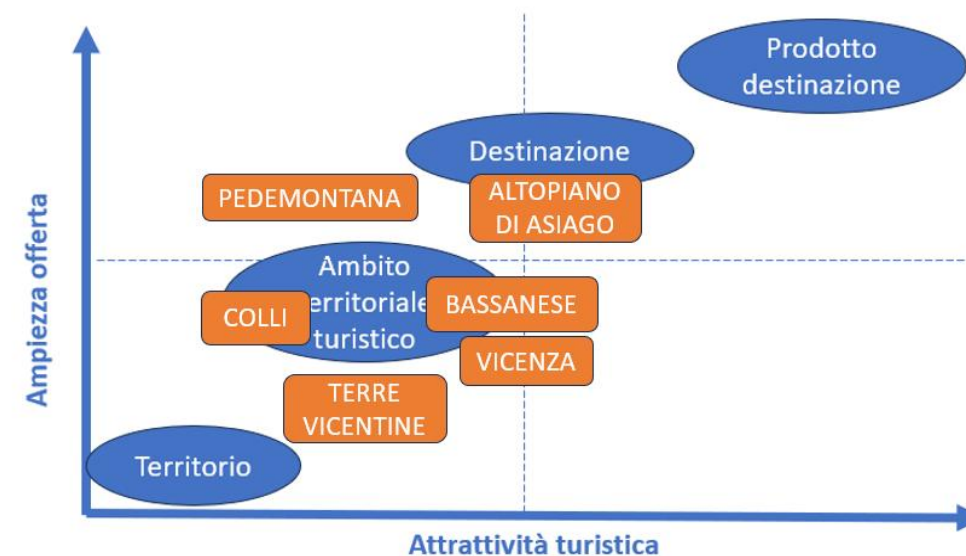 Prodotto
destinazione
Destinazione
PEDEMONTANA
ALTOPIANO
DI ASIAGO
Ampiezza offerta
Ambito
erritoriale
turistico
COLLI
BASSANESE
VICENZA
TERRE
VICENTINE
Territorio
Attrattività turistica